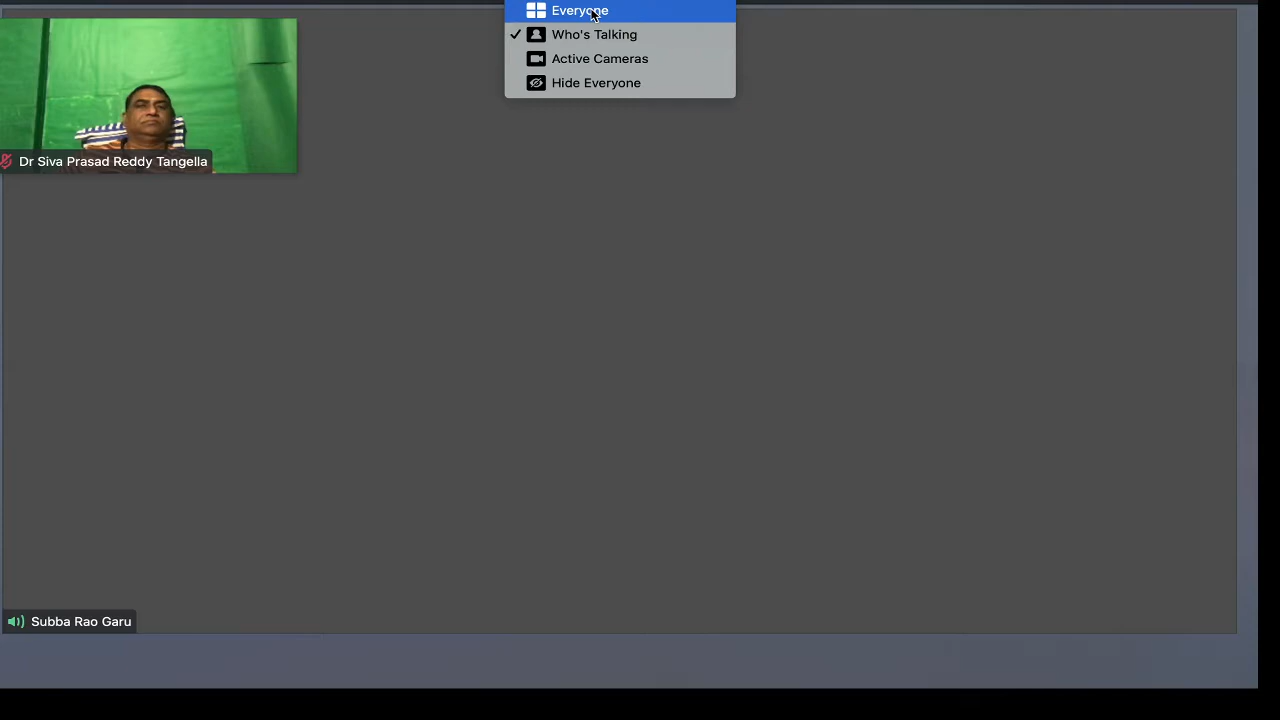 Everyone
Who's Talking
Active Cameras
Hide Everyone
Dr Siva Prasad Reddy Tangella
Subba Rao Garu